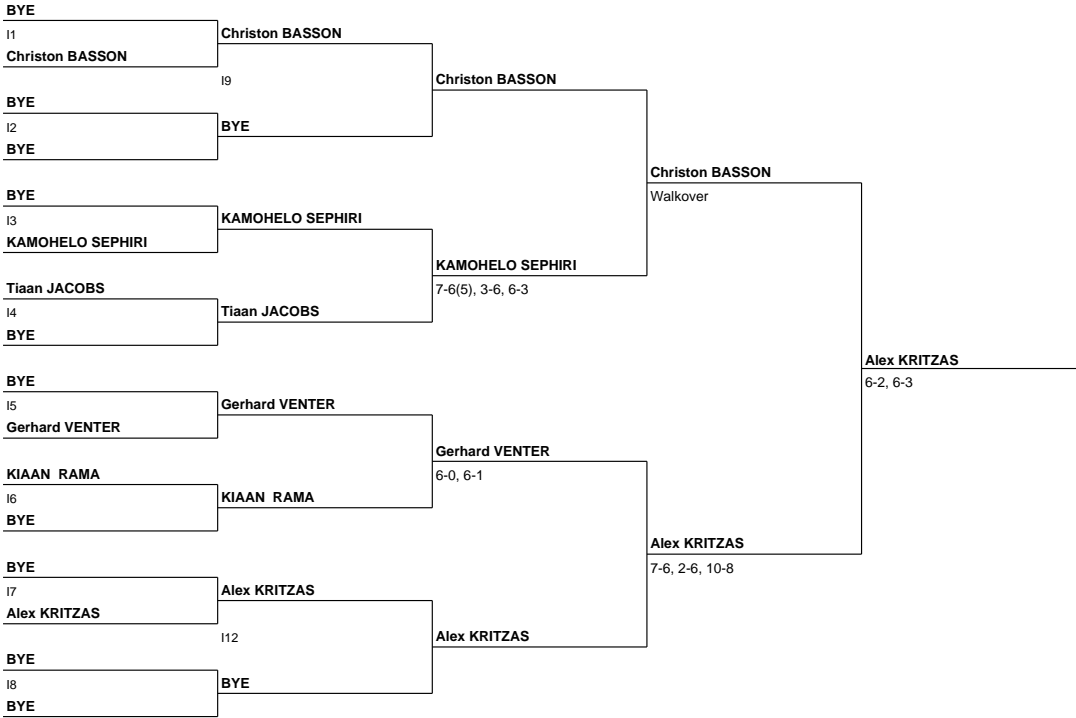 BYE
I1
Christon BASSON
BYE
I2
BYE
BYE
I3
KAMOHELO SEPHIRI
Tiaan JACOBS
I4
BYE
BYE
I5
Gerhard VENTER
KIAAN  RAMA
I6
BYE
BYE
I7
Alex KRITZAS
BYE
I8
BYE
Christon BASSON
I9
BYE
KAMOHELO SEPHIRI
Tiaan JACOBS
Gerhard VENTER
KIAAN  RAMA
Alex KRITZAS
I12
BYE
Christon BASSON
KAMOHELO SEPHIRI
7-6(5), 3-6, 6-3
Gerhard VENTER
6-0, 6-1
Alex KRITZAS
Christon BASSON
Walkover
Alex KRITZAS
7-6, 2-6, 10-8
Alex KRITZAS
6-2, 6-3